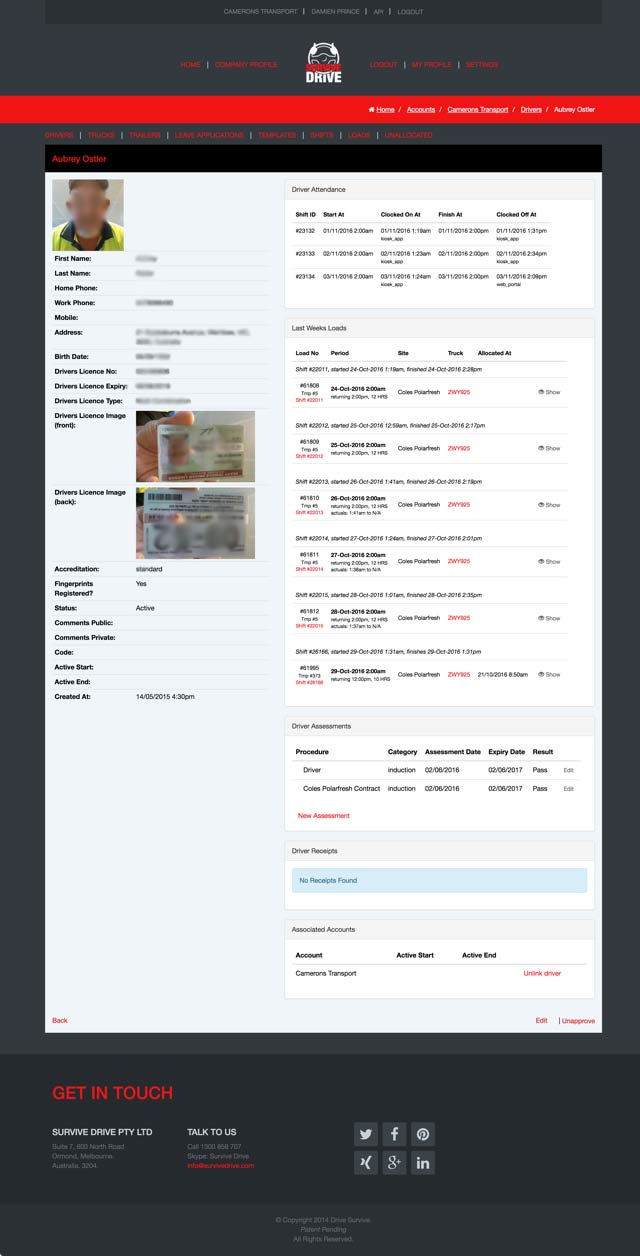 CAMERONS TRANSPORT | DAMIEN PRINCE | API | LOGOUT
HOME | COMPANY PROFILE
SURVIVE
DRIVE
LOGOUT | MY PROFILE | SETTINGS
Home / Accounts / Camerons Transport / Drivers / Aubrey Ostler
DRIVERS | TRUCKS | TRAILERS | LEAVE APPLICATIONS | TEMPLATES | SHIFTS | LOADS | UNALLOCATED
Aubrey Ostler
First Name:
Last Name:
Home Phone:
Work Phone:
Mobile:
Address:
Birth Date:
Drivers Licence No:
Drivers Licence Expiry:
Drivers Licence Type:
Drivers Licence Image
(front):
Drivers Licence Image
(back):
Accreditation: standard
Fingerprints
Registered? Yes
Status: Active
Comments Public:
Comments Private:
Code:
Active Start:
Active End:
Created At: 14/05/2015 4:30pm
Driver Attendance
Shift ID Start At Clocked On At Finish At Clocked Off At
#23132 01/11/2016 2:00am 01/11/2016 1:19am 01/11/2016 2:00pm 01/11/2016 1:31pm
kiosk_app kiosk_app
#23133 02/11/2016 2:00am 02/11/2016 1:23am 02/11/2016 2:00pm 02/11/2016 2:34pm
kiosk_app kiosk_app
#23134 03/11/2016 2:00am 03/11/2016 1:24am 03/11/2016 2:00pm 03/11/2016 2:09pm
kiosk_app web_portal
Last Weeks Loads
Load No Period Site Truck Allocated At
Shift #22011, started 24-Oct-2016 1:19am, finished 24-Oct-2016 2:28pm
#61808
Tmp #5
Shift #22011
24-Oct-2016 2:00am
returning 2:00pm, 12 HRS
Coles Polarfresh ZWY925 Show
Shift #22012, started 25-Oct-2016 12:59am, finished 25-Oct-2016 2:17pm
#61809
Tmp #5
Shift #22012
25-Oct-2016 2:00am
returning 2:00pm, 12 HRS
Coles Polarfresh ZWY925 Show
Shift #22013, started 26-Oct-2016 1:41am, finished 26-Oct-2016 2:19pm
#61810
Tmp #5
Shift #22013
26-Oct-2016 2:00am
returning 2:00pm, 12 HRS
actuals: 1:41am to N/A
Coles Polarfresh ZWY925 Show
Shift #22014, started 27-Oct-2016 1:24am, finished 27-Oct-2016 2:01pm
#61811
Tmp #5
Shift #22014
27-Oct-2016 2:00am
returning 2:00pm, 12 HRS
actuals: 1:36am to N/A
Coles Polarfresh ZWY925 Show
Shift #22015, started 28-Oct-2016 1:01am, finished 28-Oct-2016 2:35pm
#61812
Tmp #5
Shift #22015
28-Oct-2016 2:00am
returning 2:00pm, 12 HRS
actuals: 1:37am to N/A
Coles Polarfresh ZWY925 Show
Shift #26166, started 29-Oct-2016 1:31am, finishes 29-Oct-2016 1:31pm
#61995
Tmp #373
Shift #26166
29-Oct-2016 2:00am
returning 12:00pm, 10 HRS
Coles Polarfresh ZWY925 21/10/2016 8:50am Show
Driver Assessments
Procedure Category Assessment Date Expiry Date Result
Driver induction 02/06/2016 02/06/2017 Pass Edit
Coles Polarfresh Contract induction 02/06/2016 02/06/2017 Pass Edit
New Assessment
Driver Receipts
No Receipts Found
Associated Accounts
Account Active Start Active End
Camerons Transport Unlink driver
Back Edit | Unapprove
GET IN TOUCH
SURVIVE DRIVE PTY LTD
Suite 7, 600 North Road
Ormond, Melbourne.
Australia, 3204.
TALK TO US
Call 1300 658 707
Skype: Survive Drive
info@survivedrive.com
© Copyright 2014 Drive Survive.
Patent Pending
All Rights Reserved.